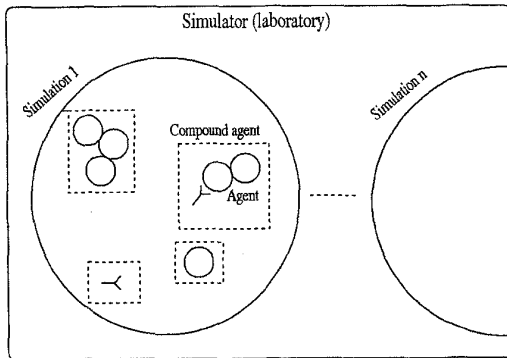 Simulator (laboratory)
Simulation 1
Simulation n
Compound agent
Agent